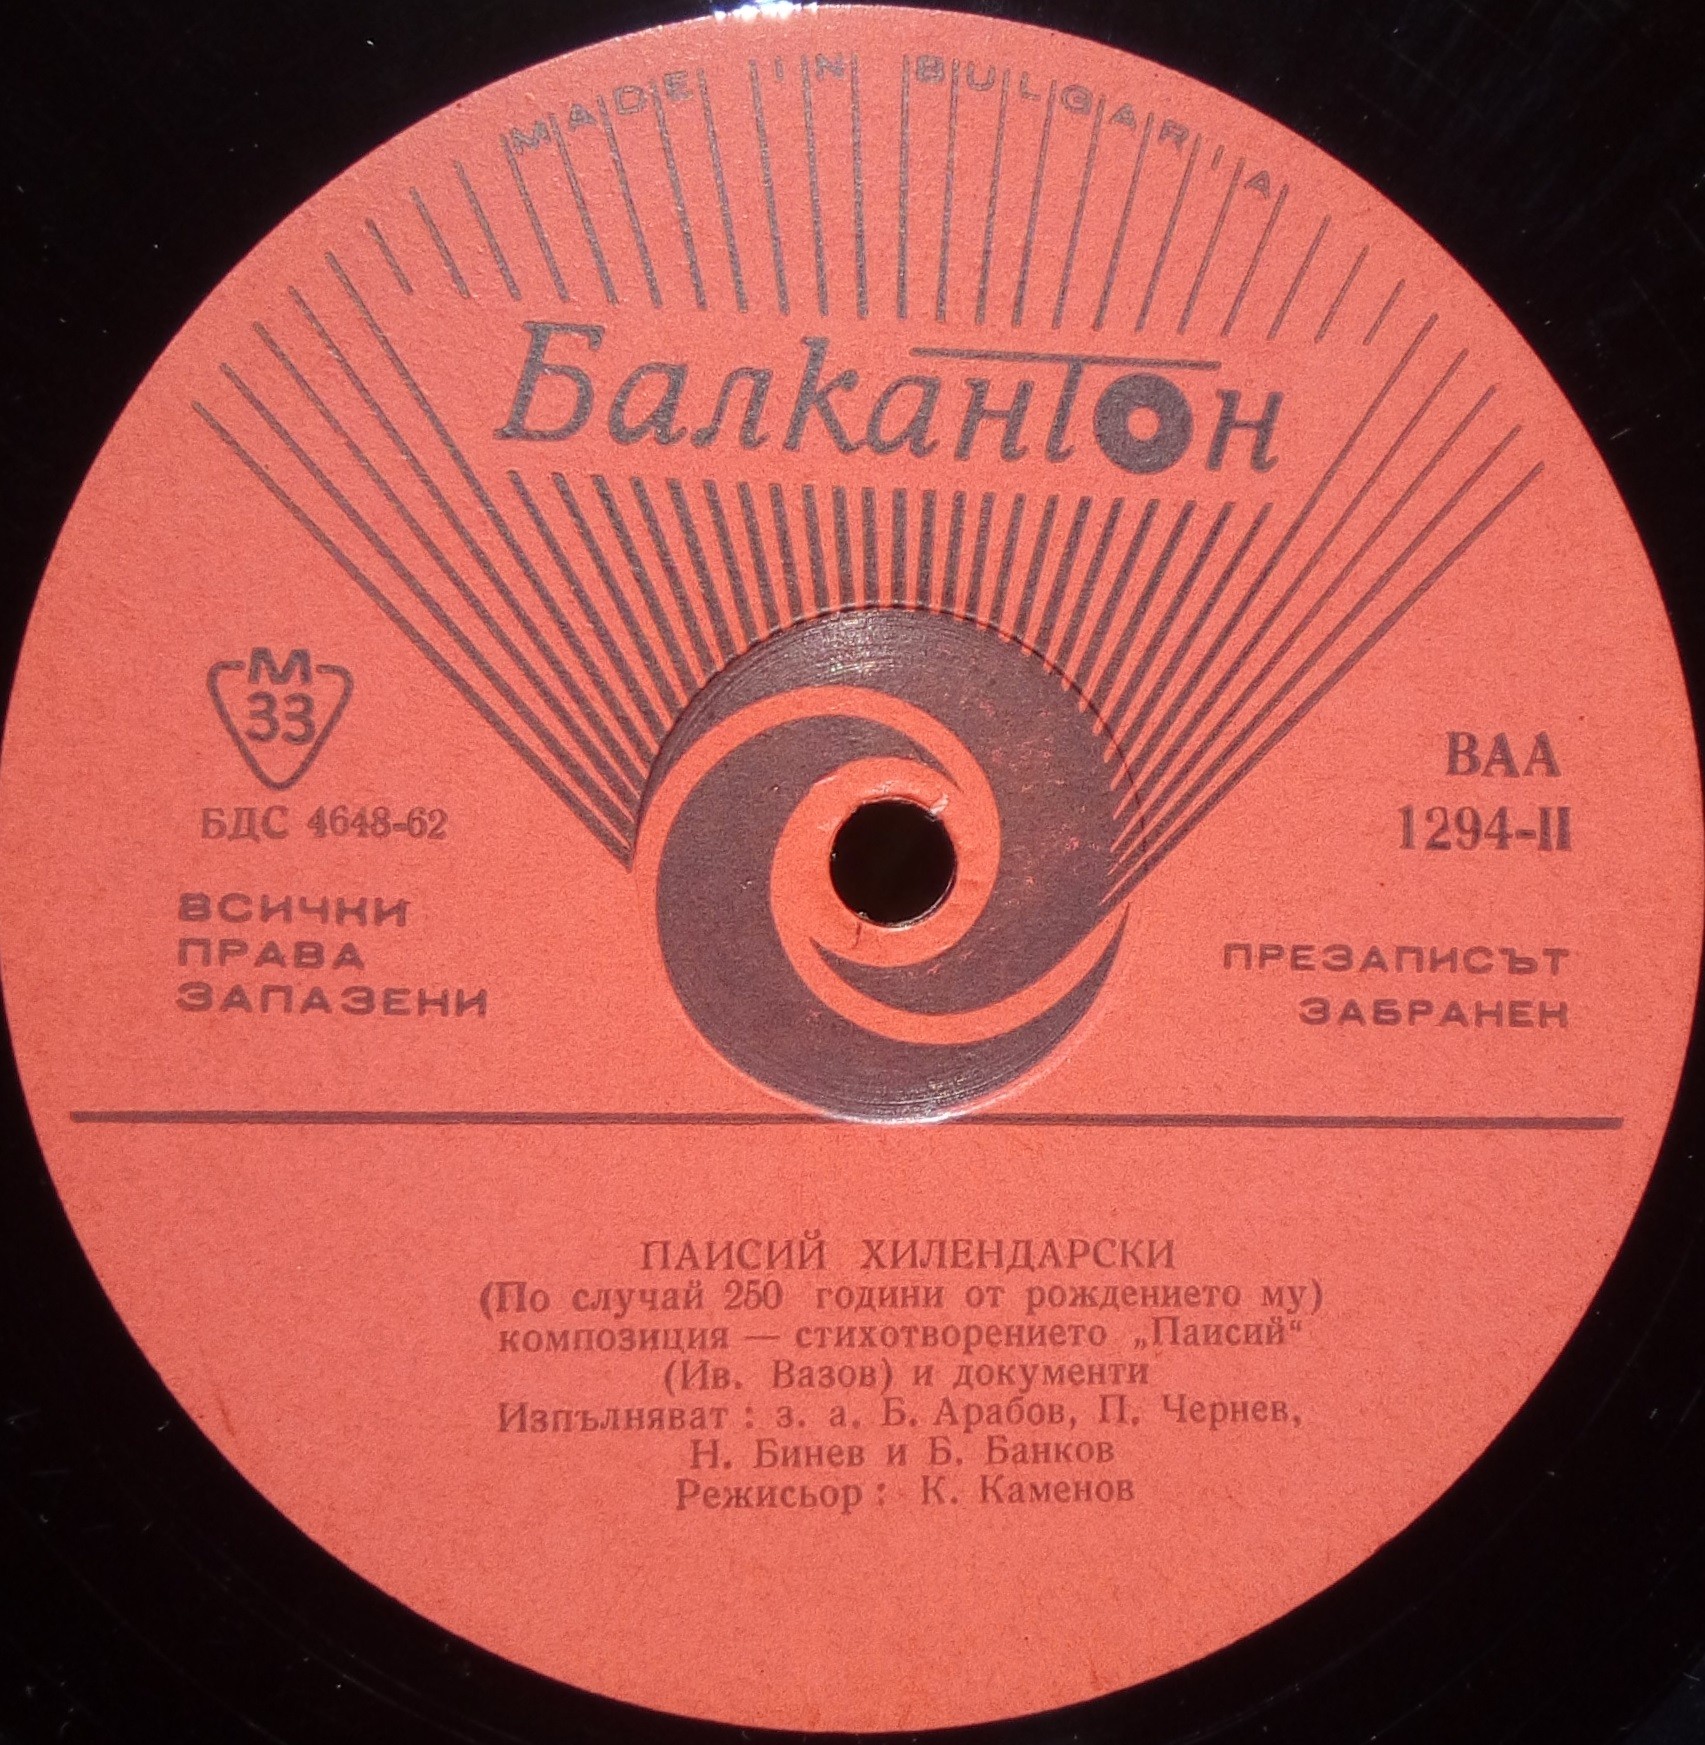 MADE IN BULGARIA
Балкантон
М
33
БДС 4648-62
ВАА
1294-II
ВСИЧКИ
ПРАВА
ЗАПАЗЕНИ
ПРЕЗАПИСЪТ
ЗАБРАНЕН
ПАИСИЙ ХИЛЕНДАРСКИ
(По случай 250 години от рождението му)
композиция — стихотворението „Паисий“
(Ив. Вазов) и документи
Изпълняват : з. а. Б. Арабов, П. Чернев,
Н. Бинев и Б. Банков
Режисьор : К. Каменов